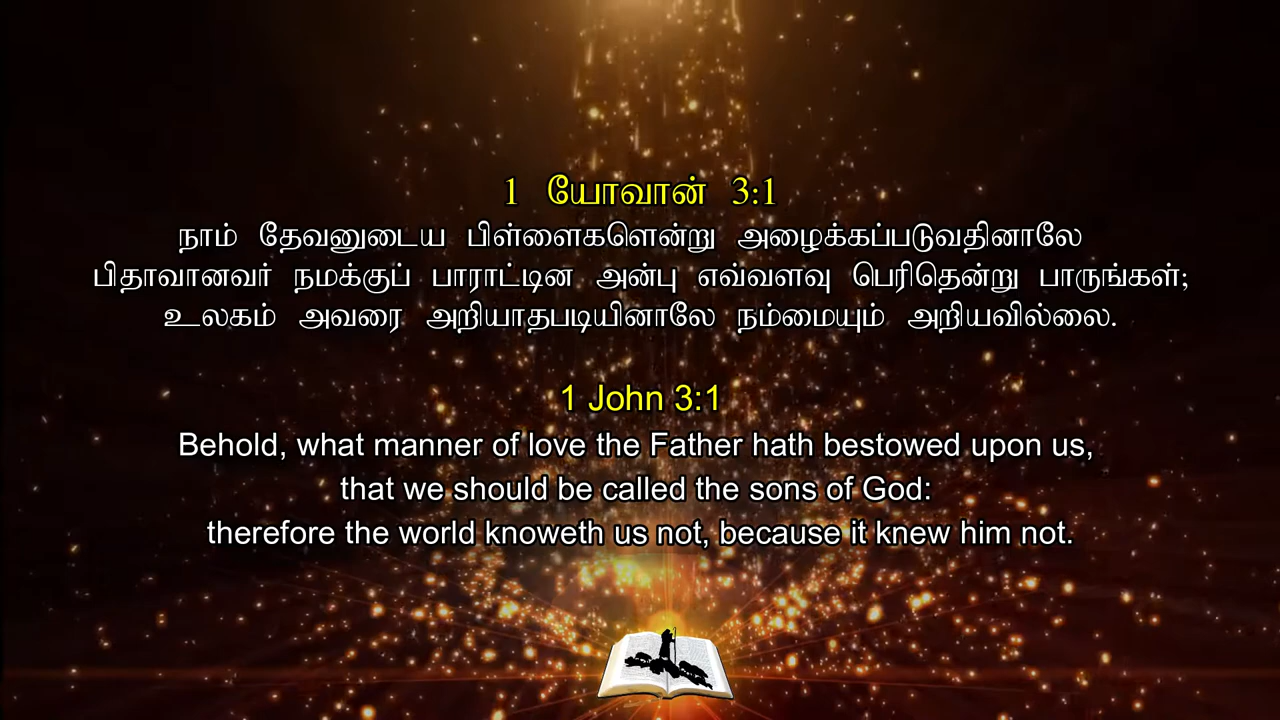 1 யோவான் 3:1
நாம் தேவனுடைய பிள்ளைகளென்று அழைக்கப்படுவதினாலே
பிதாவானவர் நமக்குப் பாராட்டின அன்பு எவ்வளவு பெரிதென்று பாருங்கள்;
உலகம் அவரை அறியாதபடியினாலே நம்மையும் அறியவில்லை.
1 John 3:1
Behold, what manner of love the Father hath bestowed upon us,
that we should be called the sons of God:
therefore the world knoweth us not, because it knew him not.